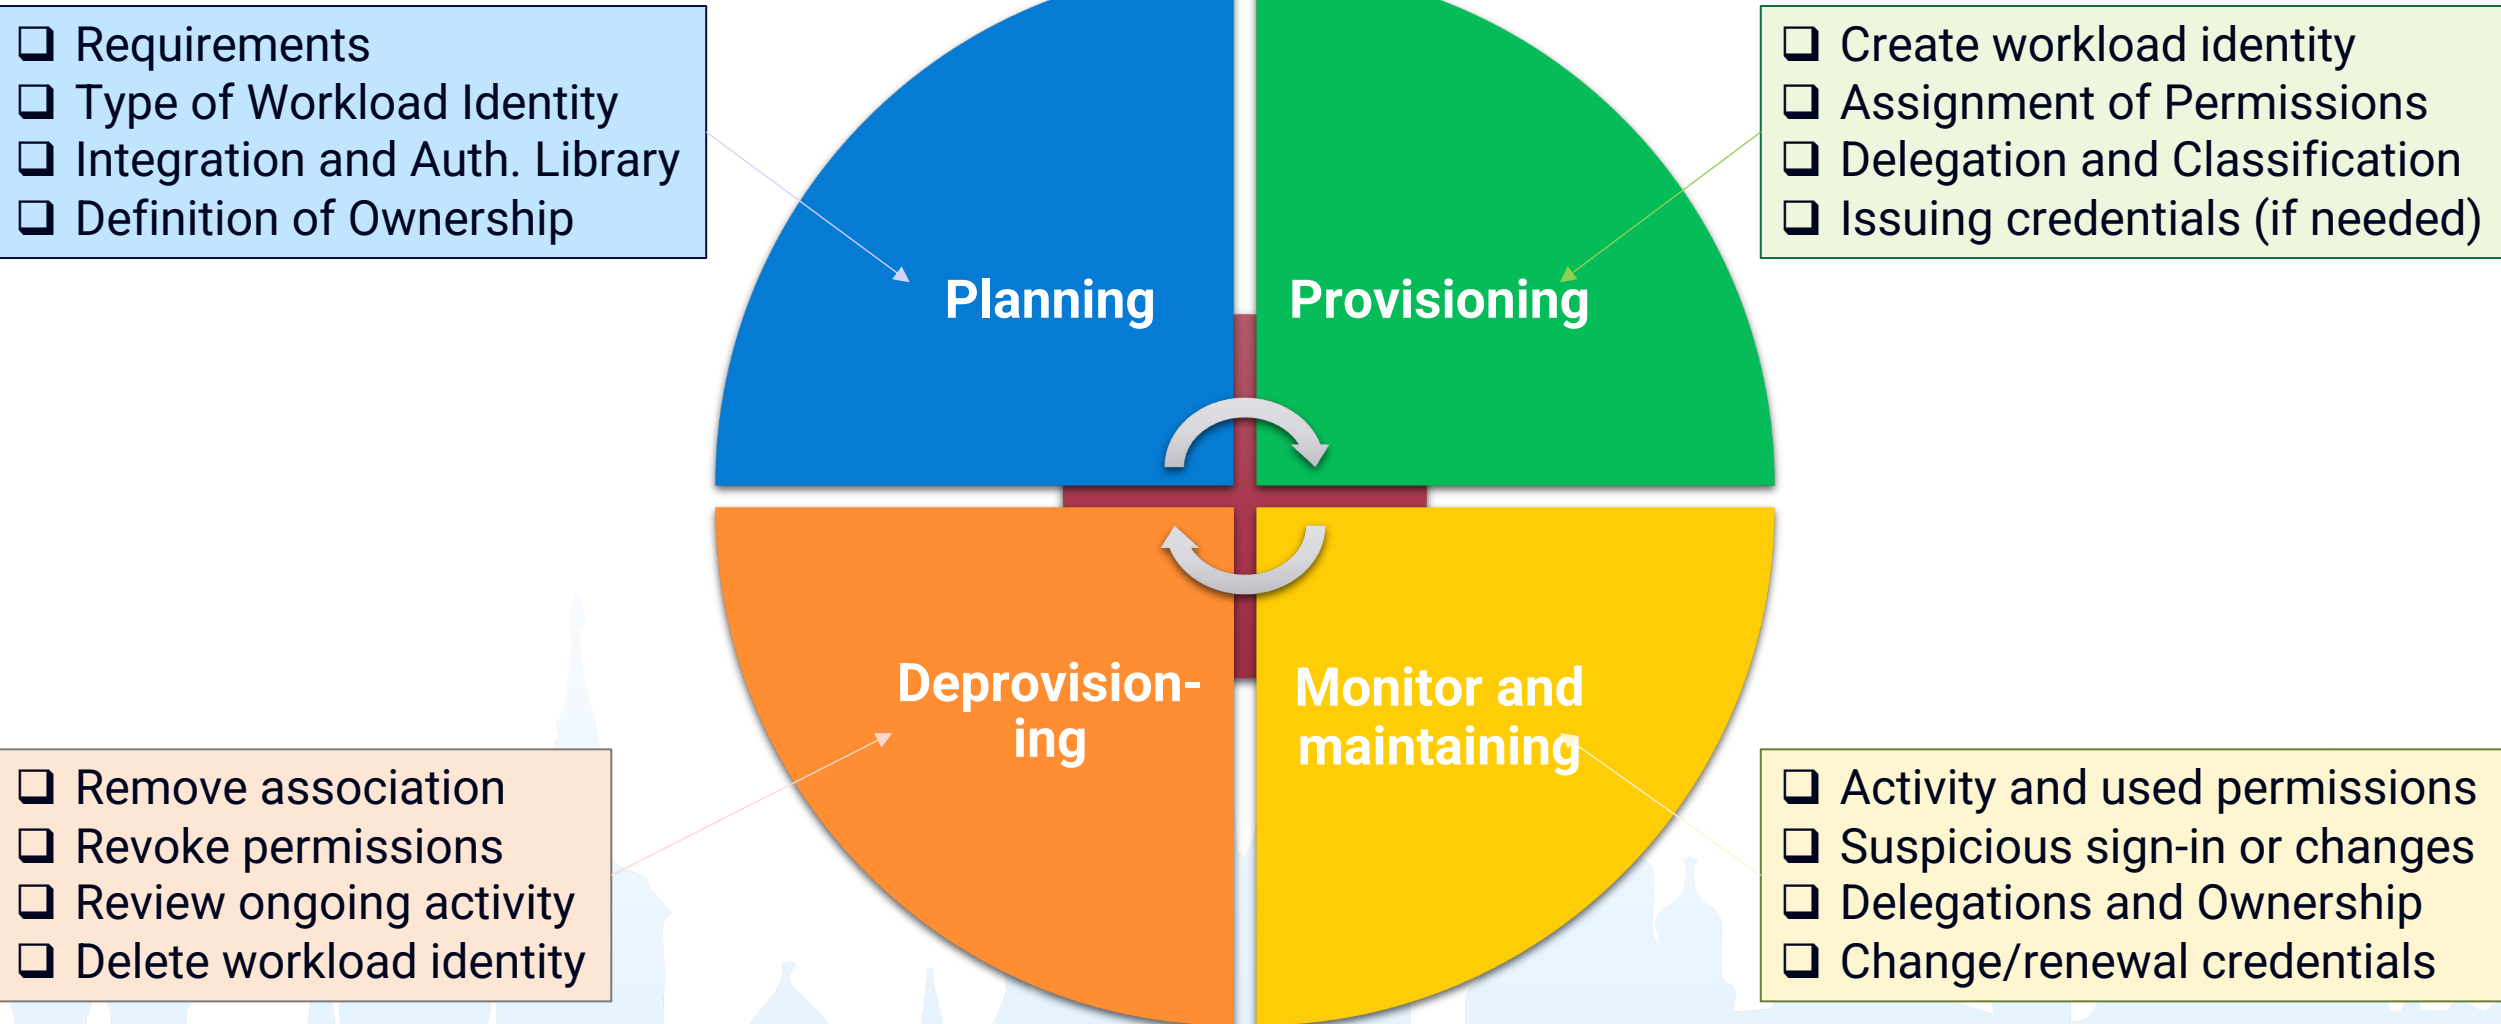 Requirements
Type of Workload Identity
Integration and Auth. Library
Definition of Ownership
Create workload identity
Assignment of Permissions
Delegation and Classification
Issuing credentials (if needed)
Planning
Provisioning
Deprovision-
ing
Monitor and
maintaining
Remove association
Revoke permissions
Review ongoing activity
Delete workload identity
Activity and used permissions
Suspicious sign-in or changes
Delegations and Ownership
Change/renewal credentials